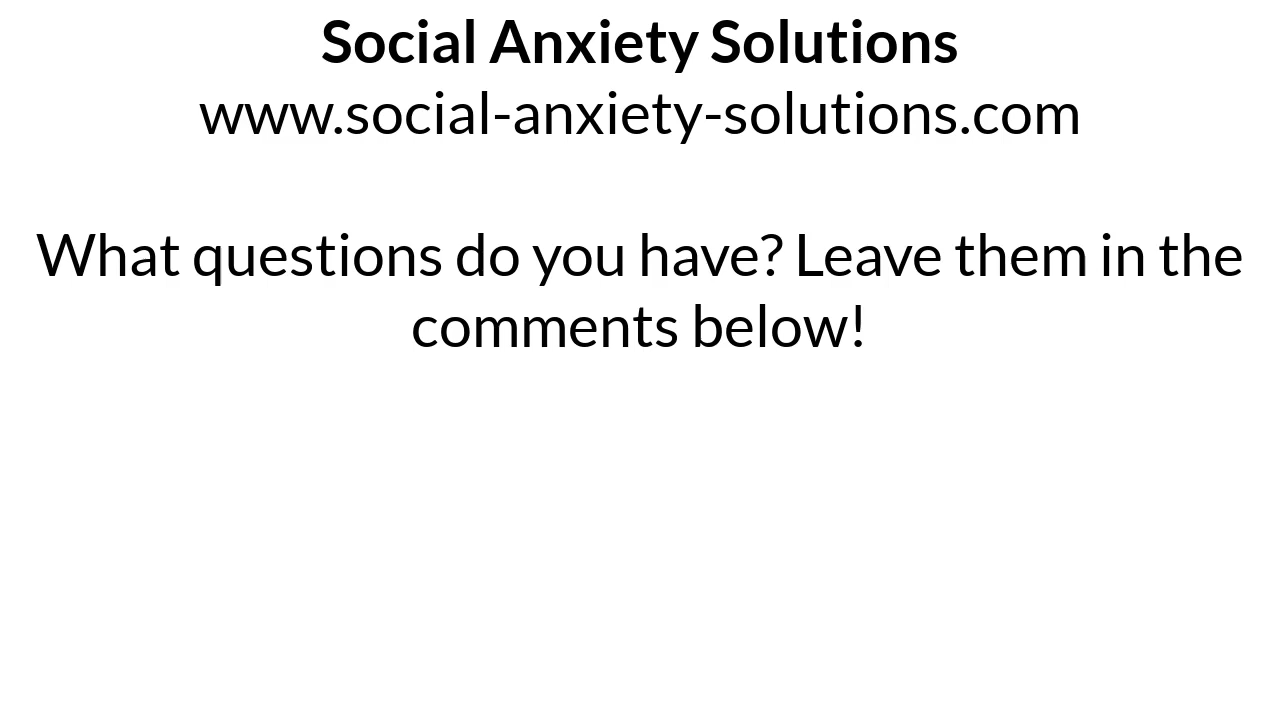 Social Anxiety Solutions
www.social-anxiety-solutions.com
What questions do you have? Leave them in the
comments below!